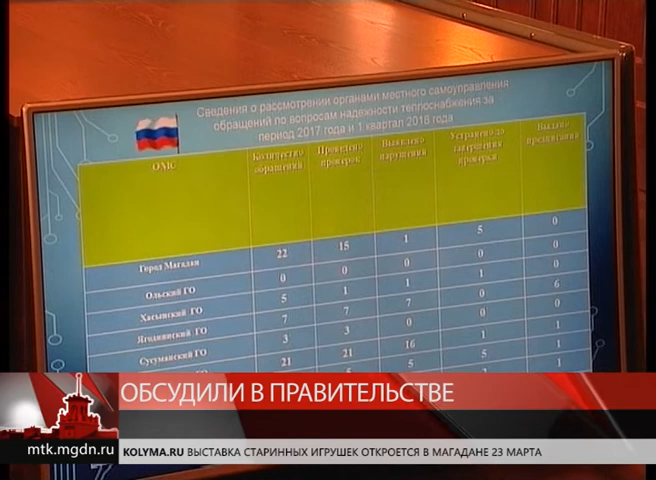 Сведения о рассмотрении органами местного самоуправления
обращений по вопросам надежности теплоснабжения за
период 2017 года и 1 квартал 2018 года
ОМС Количество обращений Проведено проверок Выявлено нарушений Устранено до завершения проверки Выдано предписаний
Город Магадан 22 15 1 5 0
Ольский ГО 0 0 0 0 0
Хасынский ГО 5 1 1 1 0
Ягоднинский ГО 7 7 7 0 6
Сусуманский ГО 3 3 0 0 0
21 21 16 1 1
5 5 5 1
ОБСУДИЛИ В ПРАВИТЕЛЬСТВЕ
mtk.mgdn.ru
KOLYMA.RU ВЫСТАВКА СТАРИННЫХ ИГРУШЕК ОТКРОЕТСЯ В МАГАДАНЕ 23 МАРТА